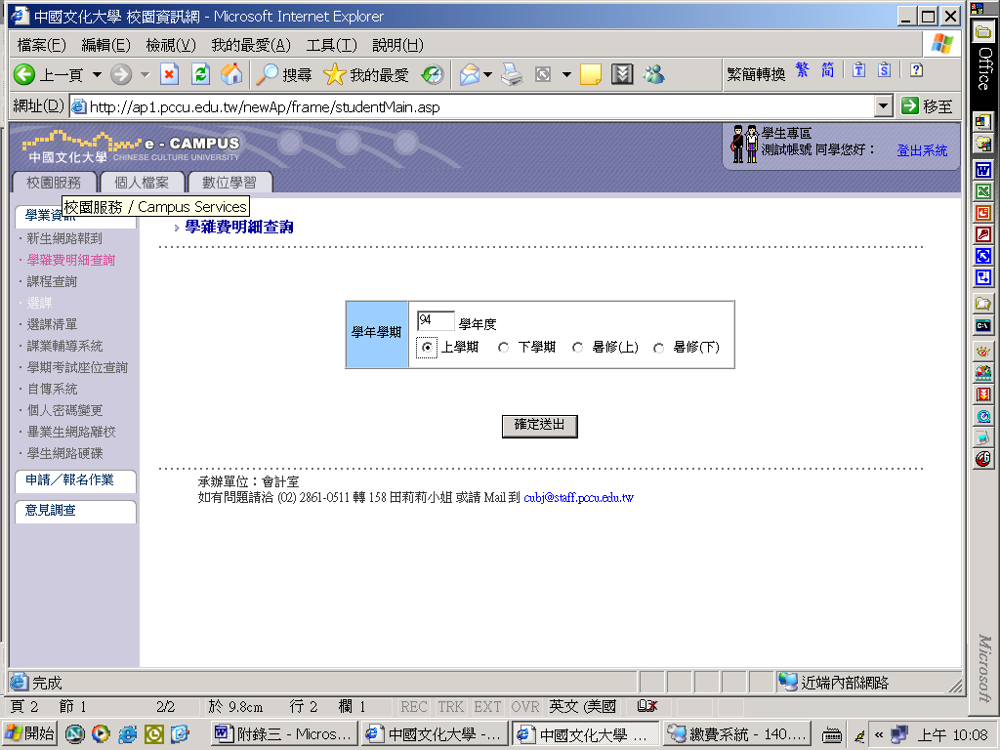 中國文化大學 校園資訊網 - Microsoft Internet Explorer
檔案(F) 編輯(E) 檢視(V) 我的最愛(A) 工具(T) 說明(H)
上一頁 搜尋 我的最愛 繁簡轉換 繁 简 T S ?
網址(D) http://ap1.pccu.edu.tw/newAp/frame/studentMain.asp 移至
Office
e - CAMPUS
中國文化大學 CHINESE CULTURE UNIVERSITY
學生專區
測試帳號 同學您好：
登出系統
校園服務 個人檔案 數位學習
校園服務 / Campus Services
學業資訊
· 新生網路報到
· 學雜費明細查詢
· 課程查詢
· 選課
· 選課清單
· 課業輔導系統
· 學期考試座位查詢
· 自傳系統
· 個人密碼變更
· 畢業生網路離校
· 學生網路硬碟
申請／報名作業
意見調查
學雜費明細查詢
學年學期
94 學年度
上學期 下學期 暑修(上) 暑修(下)
確定送出
承辦單位：會計室
如有問題請洽 (02) 2861-0511 轉 158 田莉莉小姐 或請 Mail 到 cubj@staff.pccu.edu.tw
Microsoft
完成 近端內部網路
頁 2 節 1 2/2 於 9.8cm 行 2 欄 1 REC TRK EXT OVR 英文 (美國
開始 附錄三 - Micros... 中國文化大學 -... 中國文化大學 ... 繳費系統 - 140.... « 上午 10:08